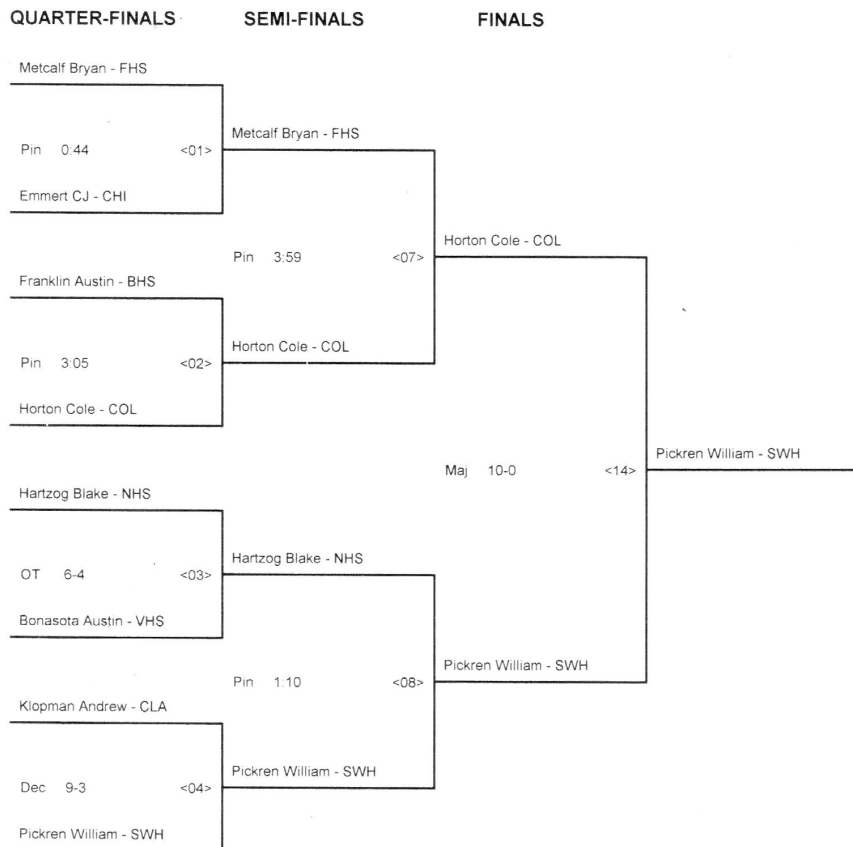 QUARTER-FINALS SEMI-FINALS FINALS
Metcalf Bryan - FHS
Metcalf Bryan - FHS
Pin 0:44 <01>
Emmert CJ - CHI
Horton Cole - COL
Pin 3:59 <07>
Franklin Austin - BHS
Horton Cole - COL
Pin 3:05 <02>
Horton Cole - COL
Pickren William - SWH
Maj 10-0 <14>
Hartzog Blake - NHS
Hartzog Blake - NHS
OT 6-4 <03>
Bonasota Austin - VHS
Pickren William - SWH
Pin 1:10 <08>
Klopman Andrew - CLA
Pickren William - SWH
Dec 9-3 <04>
Pickren William - SWH